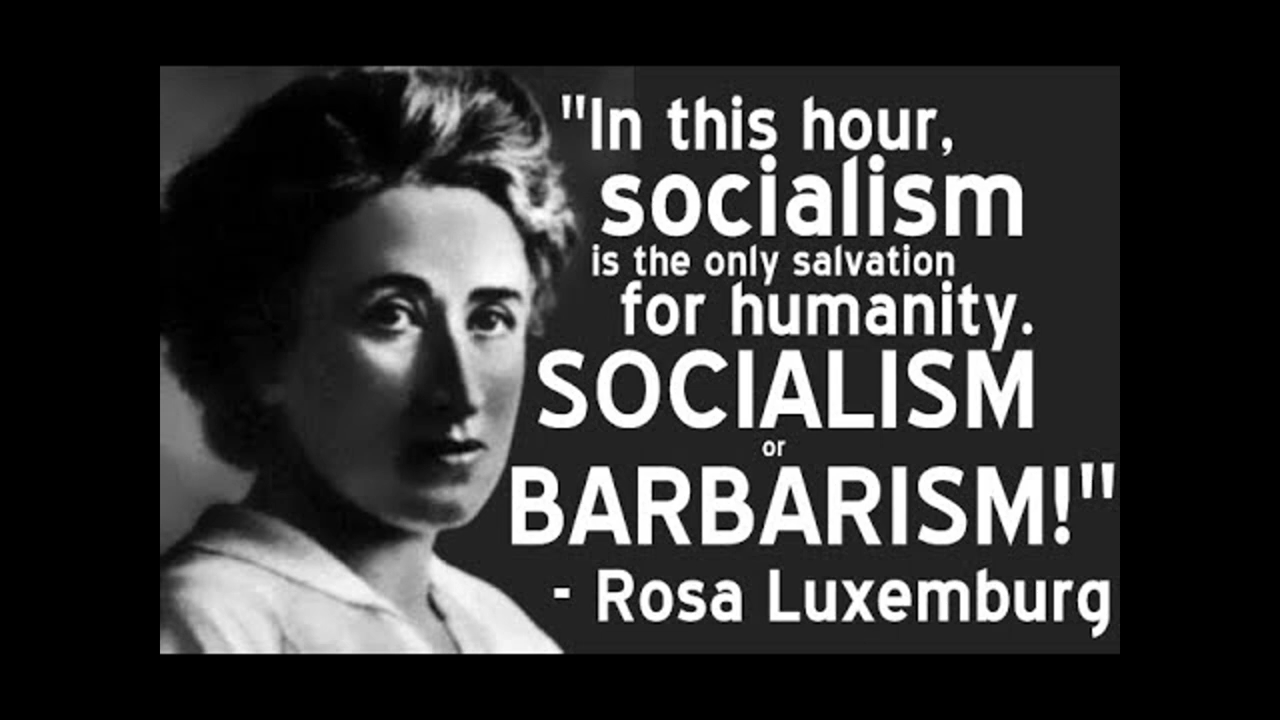 "In this hour,
socialism
is the only salvation
for humanity.
SOCIALISM
or
BARBARISM!"
- Rosa Luxemburg